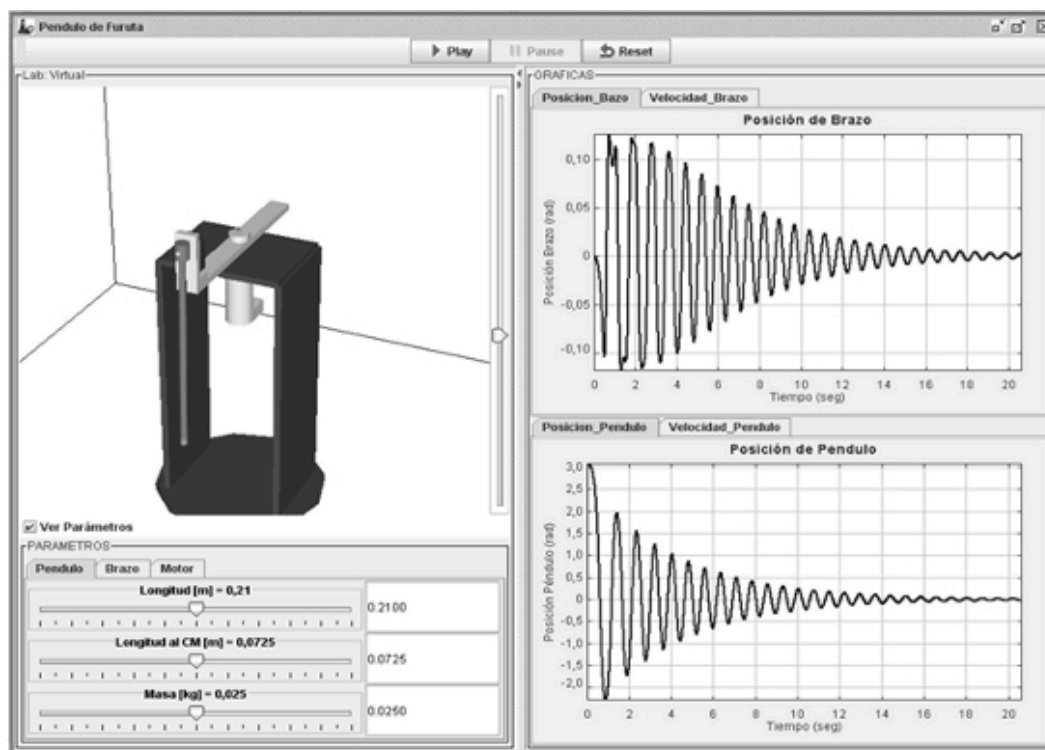 Pendulo de Furuta
Play Pause Reset
Lab: Virtual
Ver Parámetros
PARAMETROS
Pendulo Brazo Motor
Longitud [m] = 0,21
0.2100
Longitud al CM [m] = 0,0725
0.0725
Masa [kg] = 0,025
0.0250
GRAFICAS
Posicion_Bazo Velocidad_Brazo
Posición de Brazo
Posición Brazo (rad)
0,10
0,05
0
-0,05
-0,10
0 2 4 6 8 10 12 14 16 18 20
Tiempo (seg)
Posicion_Pendulo Velocidad_Pendulo
Posición de Pendulo
Posición Péndulo (rad)
3,0
2,5
2,0
1,5
1,0
0,5
0
-0,5
-1,0
-1,5
-2,0
0 2 4 6 8 10 12 14 16 18 20
Tiempo (seg)